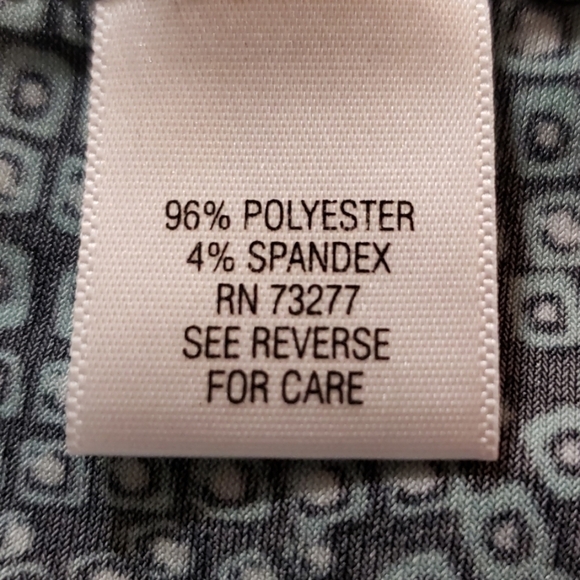 96% POLYESTER
4% SPANDEX
RN 73277
SEE REVERSE
FOR CARE